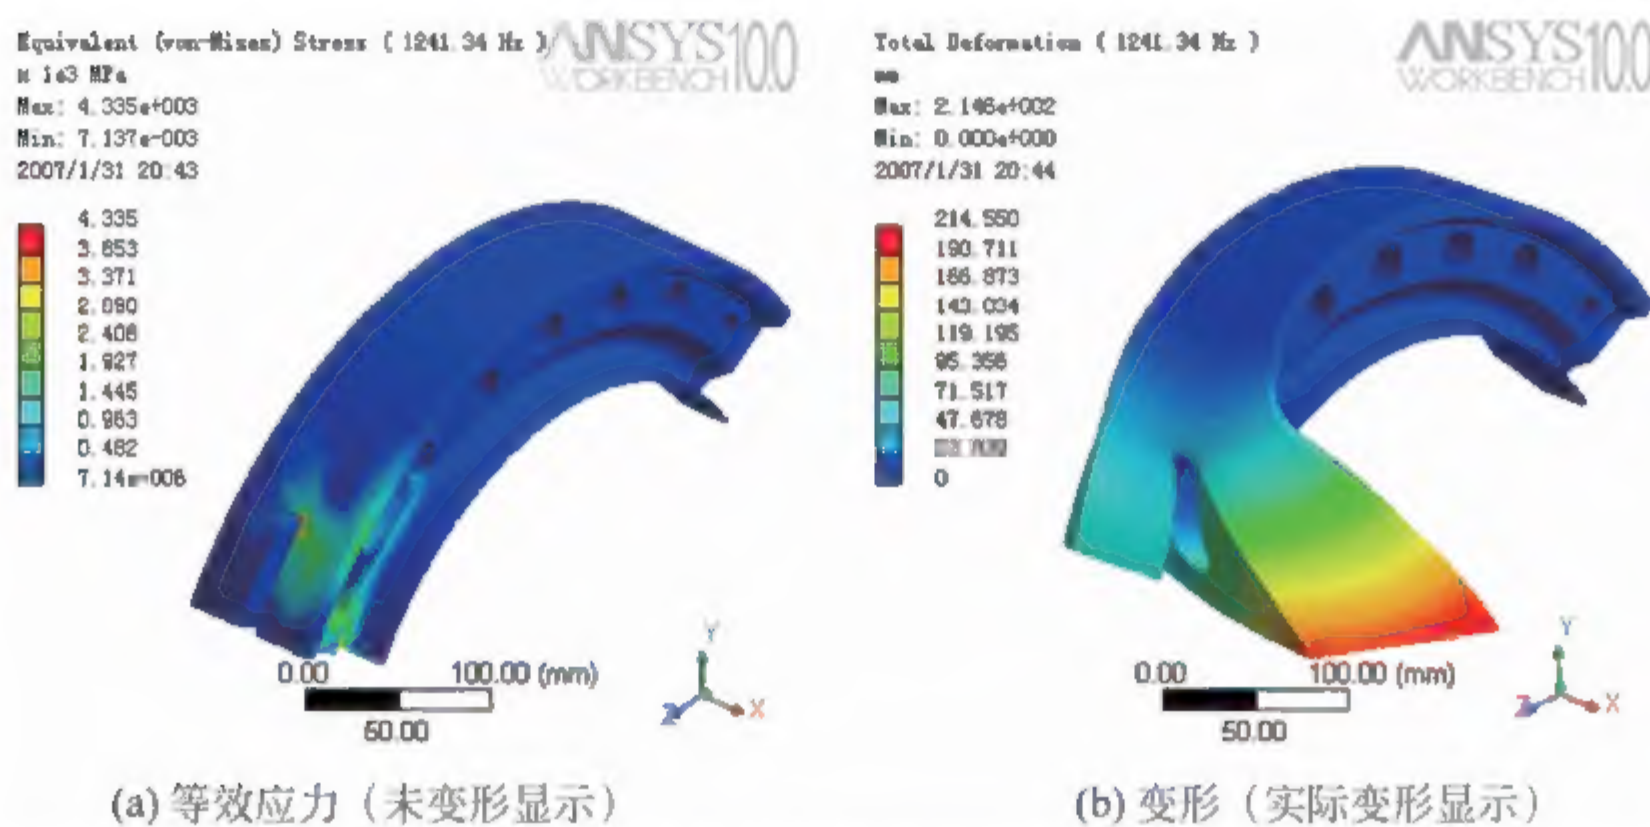 Equivalent (von-Mises) Stress ( 1241.34 Hz )
x 1e3 MPa
Max: 4.335e+003
Min: 7.137e-003
2007/1/31 20:43
ANSYS 10.0
WORKBENCH
4.335
3.853
3.371
2.890
2.408
1.927
1.445
0.963
0.482
7.14e-006
0.00
100.00 (mm)
50.00
Y
Z
X
(a) 等效应力（未变形显示）
Total Deformation ( 1241.34 Hz )
mm
Max: 2.146e+002
Min: 0.000e+000
2007/1/31 20:44
ANSYS 10.0
WORKBENCH
214.550
190.711
166.873
143.034
119.195
95.356
71.517
47.678
0
0.00
100.00 (mm)
50.00
Y
Z
X
(b) 变形（实际变形显示）